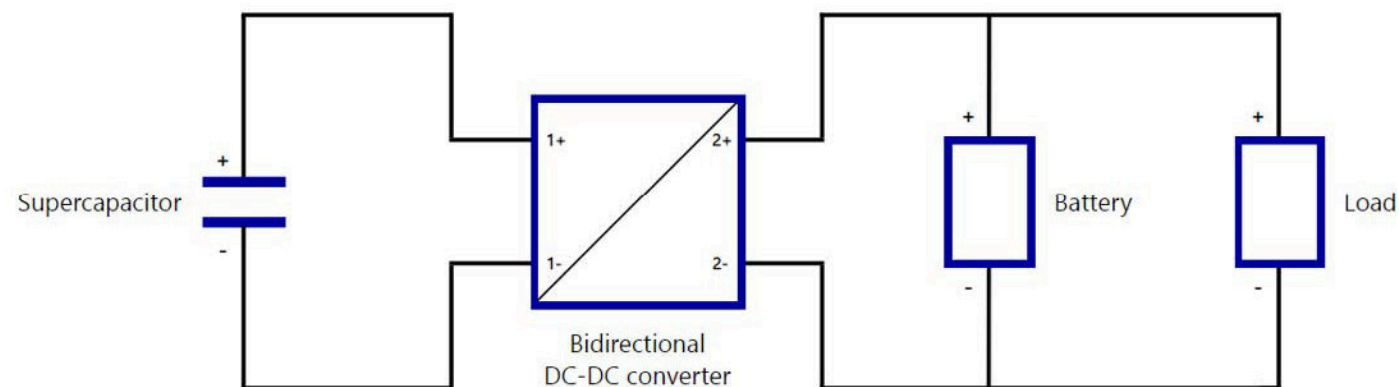 +
+
+
1+
2+
Supercapacitor
Battery
Load
-
1-
2-
-
-
Bidirectional
DC-DC converter